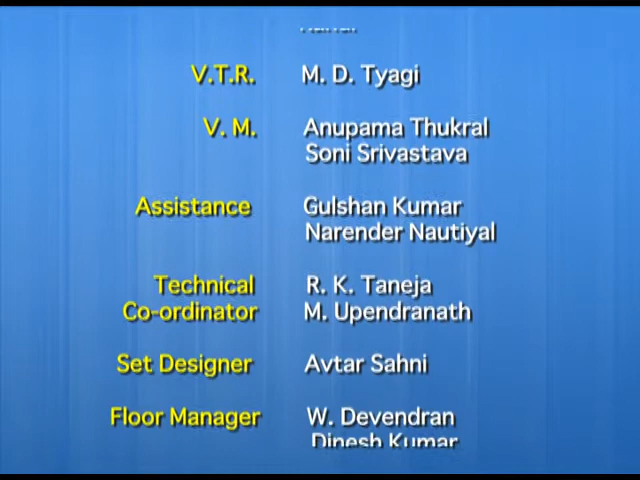 V.T.R. M. D. Tyagi
V. M. Anupama Thukral
Soni Srivastava
Assistance Gulshan Kumar
Narender Nautiyal
Technical R. K. Taneja
Co-ordinator M. Upendranath
Set Designer Avtar Sahni
Floor Manager W. Devendran
Dinesh Kumar